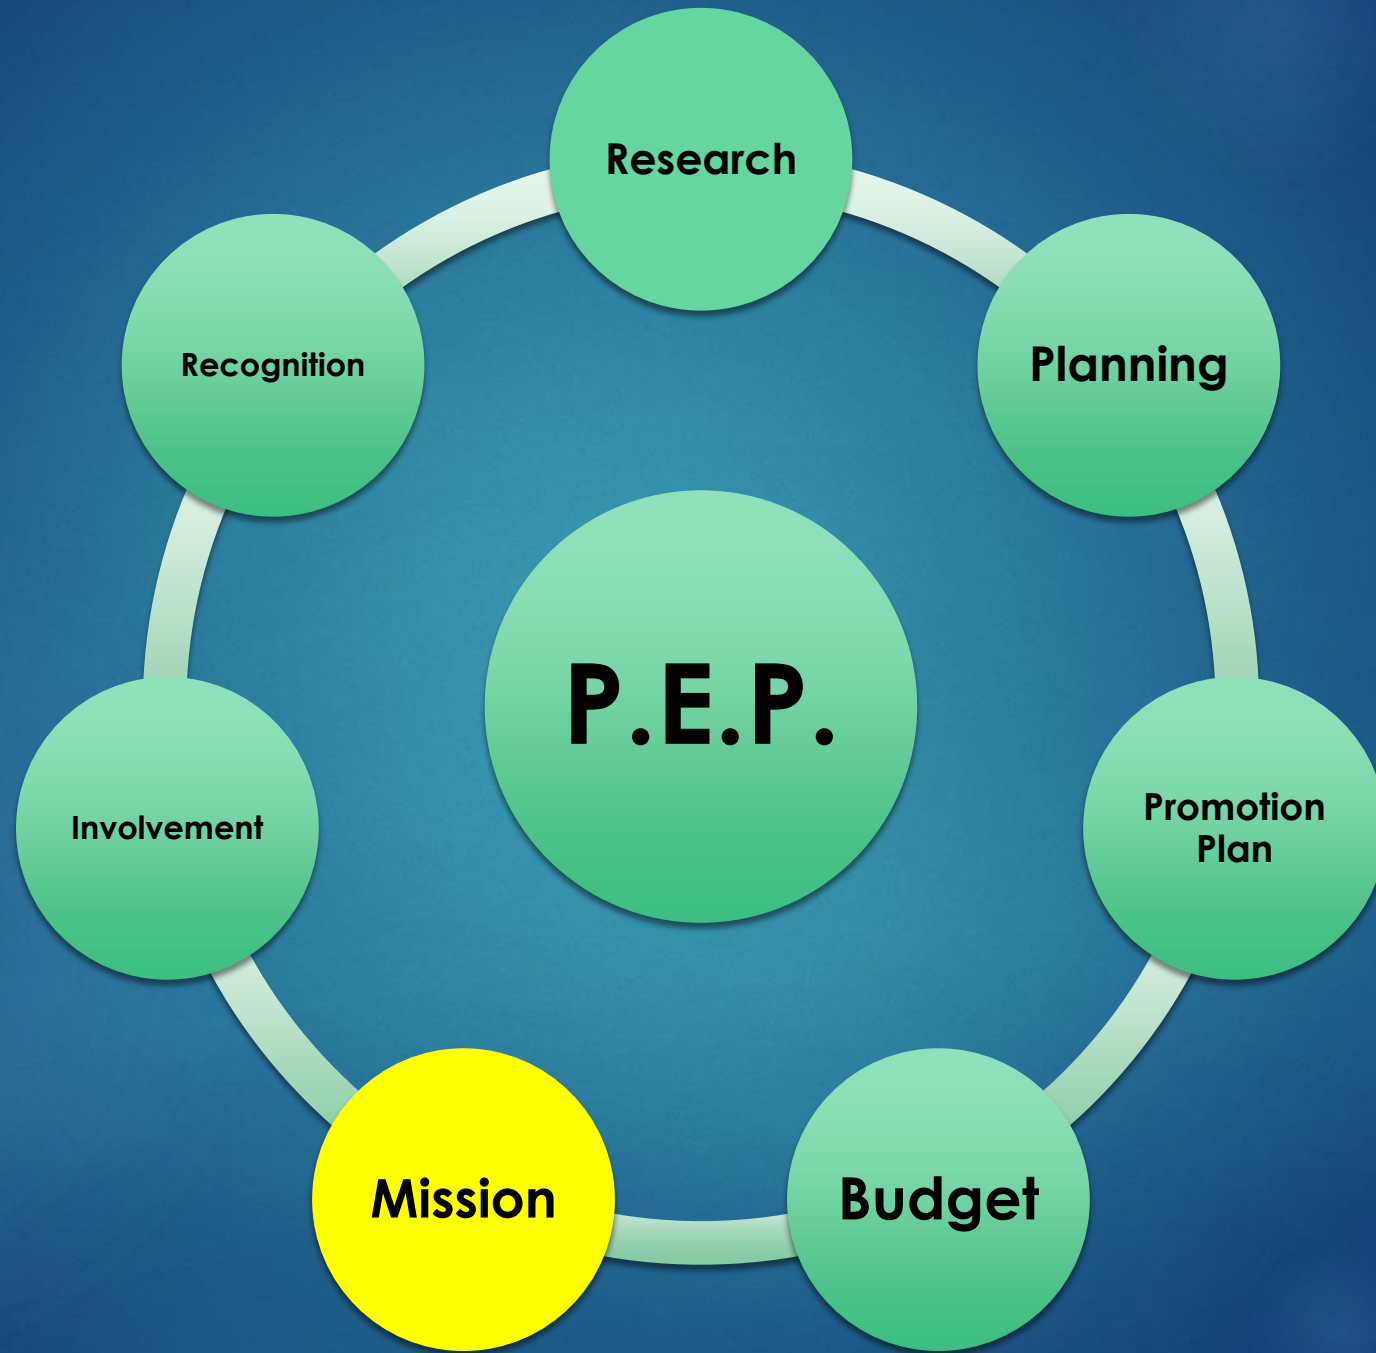 Research
Planning
Promotion
Plan
Budget
Mission
Involvement
Recognition
P.E.P.